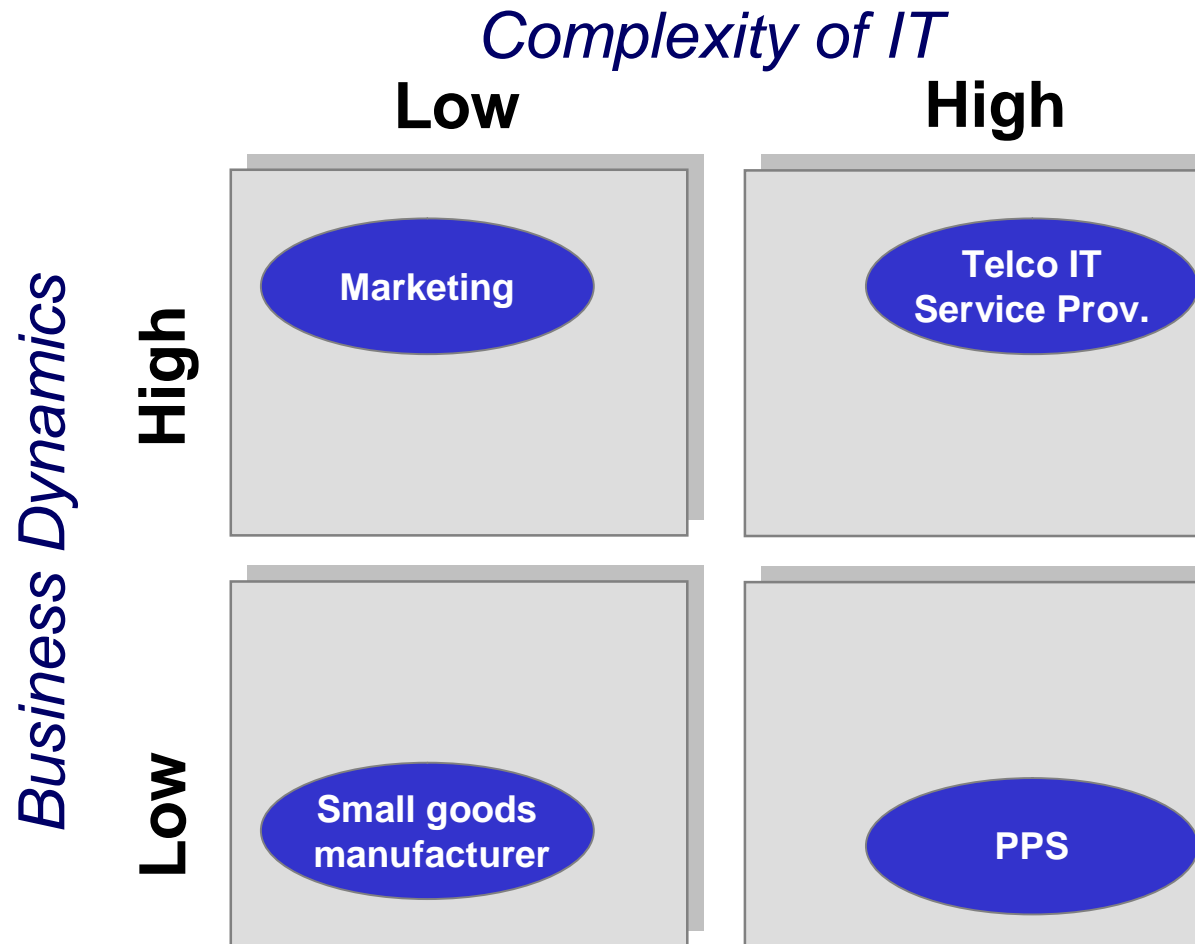 Complexity of IT
Low
High
Business Dynamics
High
Marketing
Telco IT
Service Prov.
Low
Small goods
manufacturer
PPS